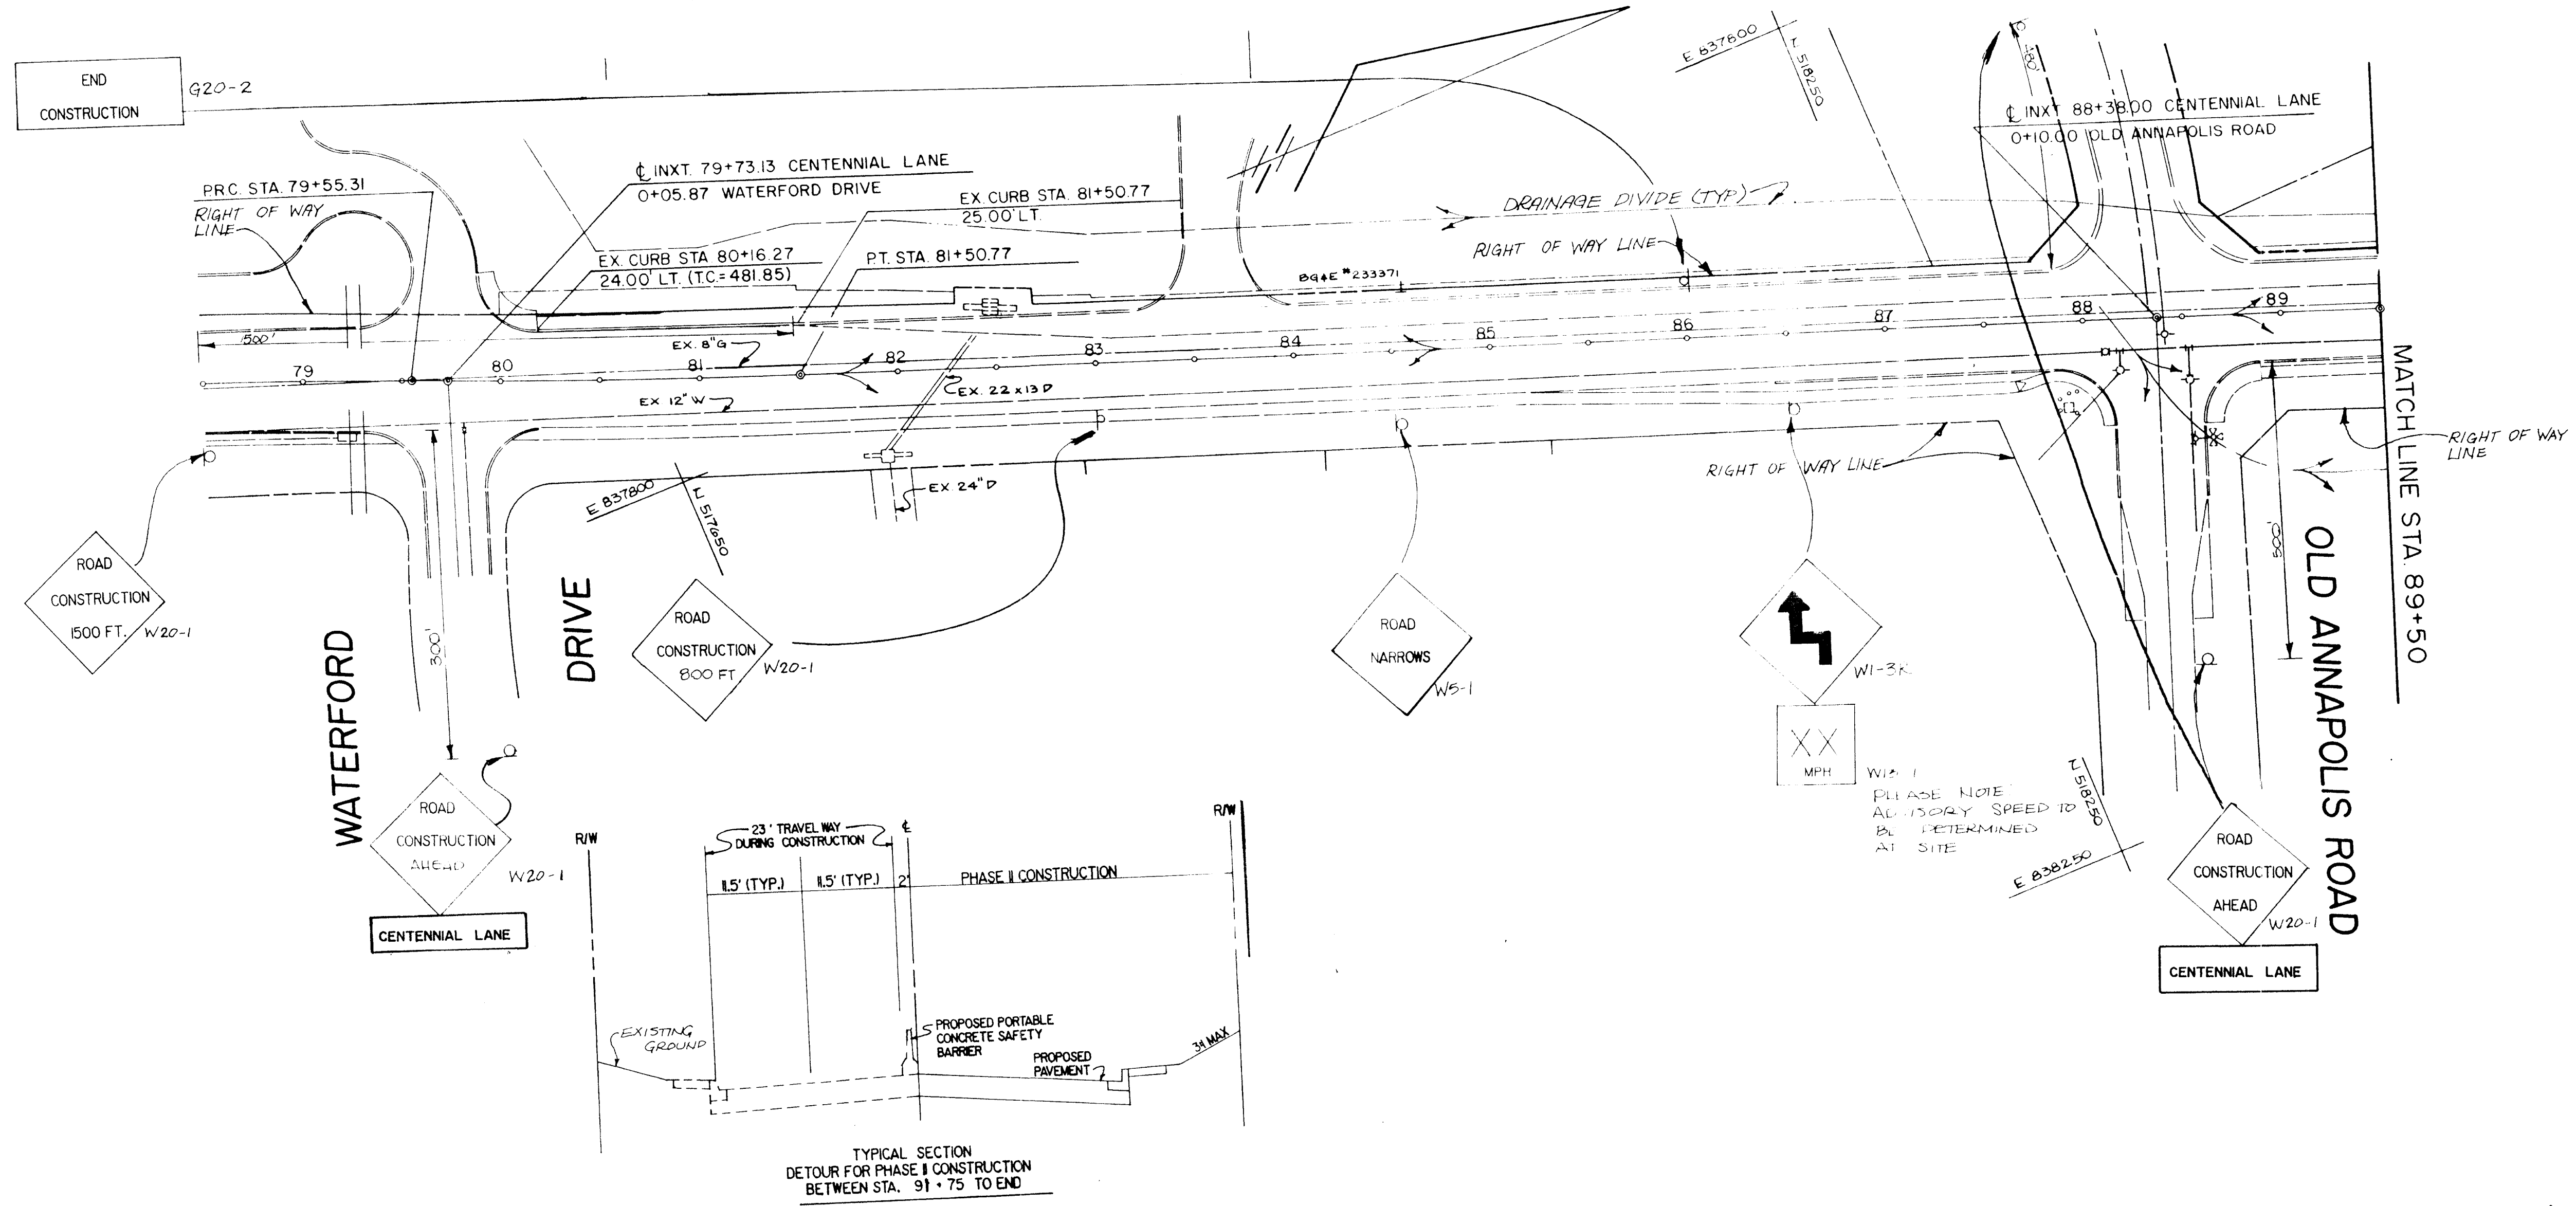 END
CONSTRUCTION
G20-2
E 837800
518250
480'
℄ INXT 88+38.00 CENTENNIAL LANE
0+10.00 OLD ANNAPOLIS ROAD
PRC. STA. 79+55.31
RIGHT OF WAY
LINE
℄ INXT. 79+73.13 CENTENNIAL LANE
0+05.87 WATERFORD DRIVE
EX. CURB STA. 81+50.77
25.00' LT.
EX. CURB STA 80+16.27
24.00' LT. (T.C.=481.85)
P.T. STA. 81+50.77
DRAINAGE DIVIDE (TYP)
RIGHT OF WAY LINE
BG&E #233371
1500'
EX. 8"G
79
80
81
82
83
84
85
86
87
88
89
EX 12" W
EX. 22 x 13 D
EX. 24" D
E 837800
517650
RIGHT OF WAY LINE
RIGHT OF WAY
LINE
MATCH LINE STA. 89+50
ROAD
CONSTRUCTION
1500 FT.
W20-1
300'
WATERFORD
DRIVE
ROAD
CONSTRUCTION
800 FT
W20-1
ROAD
NARROWS
W5-1
W1-3R
XX
MPH
PLEASE NOTE
ADVISORY SPEED TO
BE DETERMINED
AT SITE
500'
OLD ANNAPOLIS ROAD
518250
E 838250
ROAD
CONSTRUCTION
AHEAD
W20-1
CENTENNIAL LANE
ROAD
CONSTRUCTION
AHEAD
W20-1
CENTENNIAL LANE
R/W
23' TRAVEL WAY
DURING CONSTRUCTION
℄
R/W
11.5' (TYP.)
11.5' (TYP.)
2'
PHASE II CONSTRUCTION
EXISTING
GROUND
PROPOSED PORTABLE
CONCRETE SAFETY
BARRIER
PROPOSED
PAVEMENT
3:1 MAX
TYPICAL SECTION
DETOUR FOR PHASE II CONSTRUCTION
BETWEEN STA. 91+75 TO END